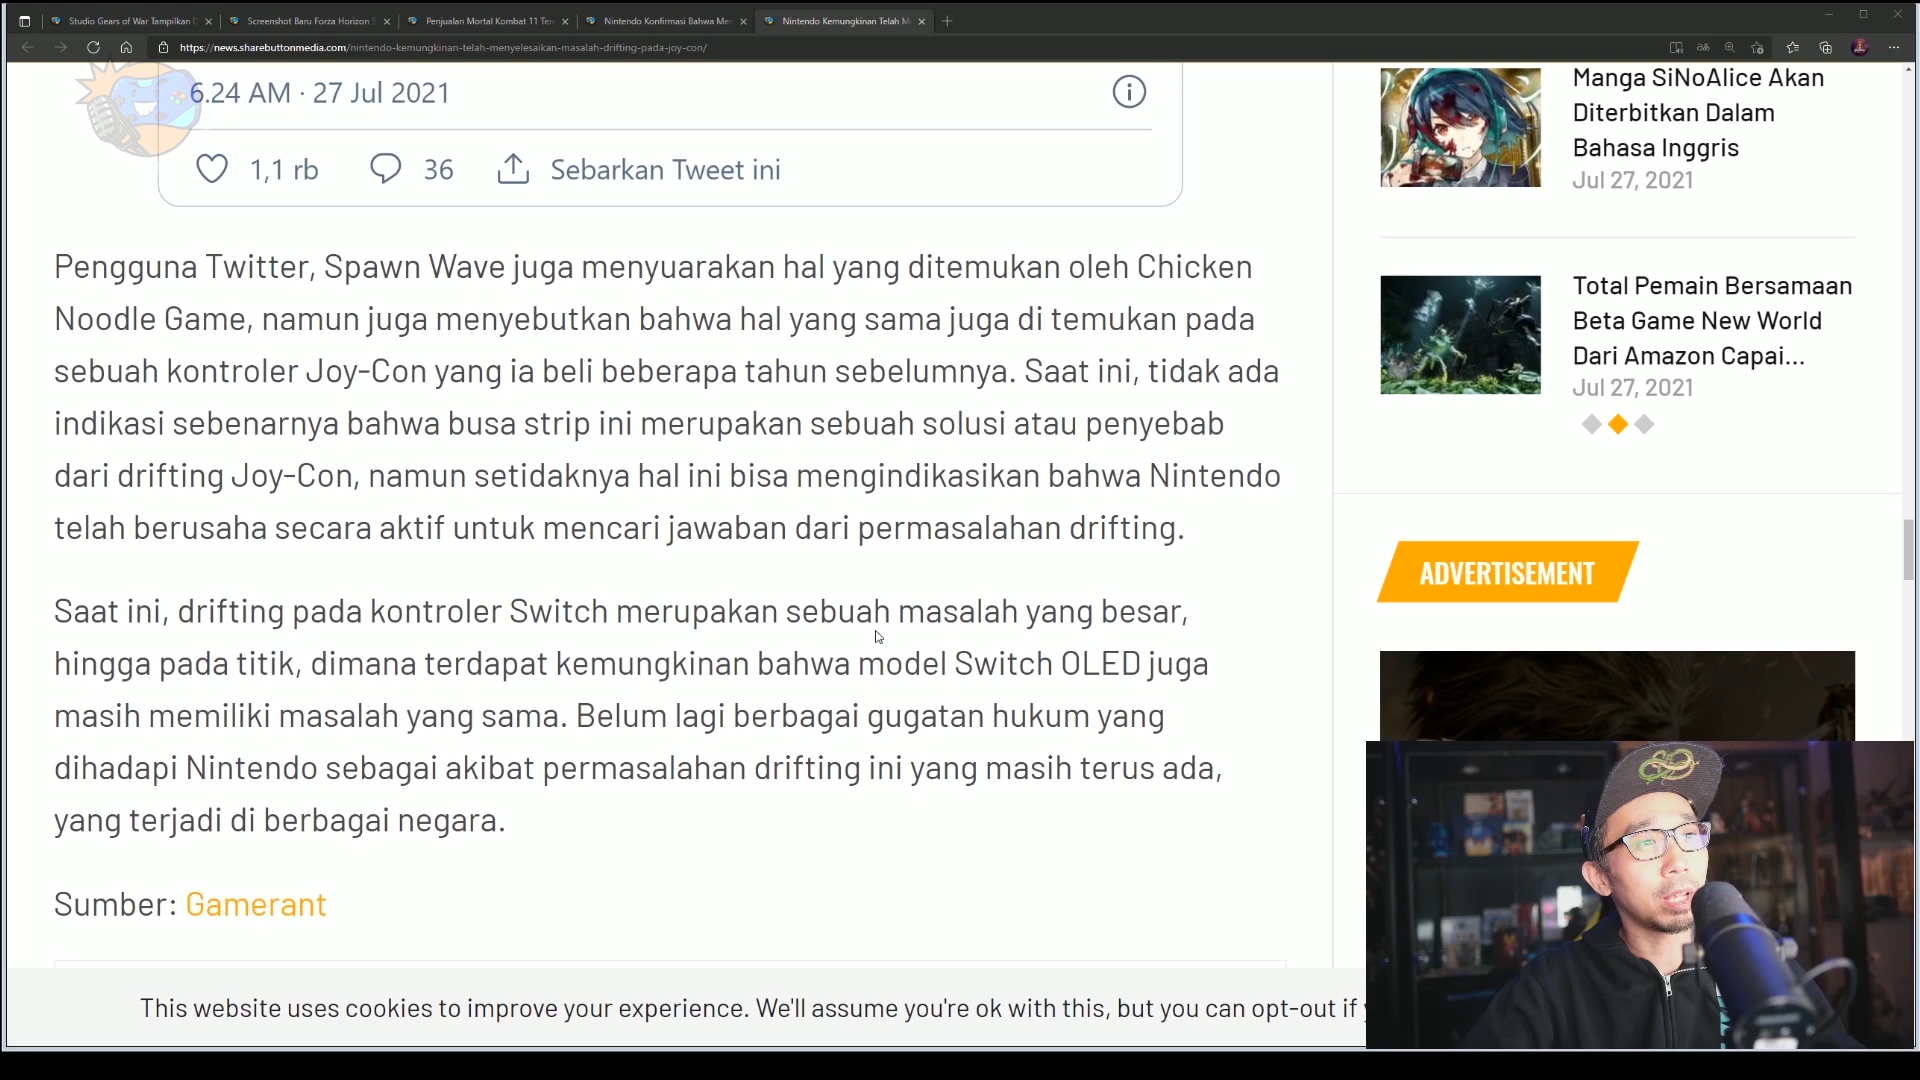 Studio Gears of War Tampilkan D
Screenshot Baru Forza Horizon 5
Penjualan Mortal Kombat 11 Tem
Nintendo Konfirmasi Bahwa Me
Nintendo Kemungkinan Telah M
https://news.sharebuttonmedia.com/nintendo-kemungkinan-telah-menyelesaikan-masalah-drifting-pada-joy-con/
6.24 AM · 27 Jul 2021
1,1 rb 36 Sebarkan Tweet ini
Pengguna Twitter, Spawn Wave juga menyuarakan hal yang ditemukan oleh Chicken
Noodle Game, namun juga menyebutkan bahwa hal yang sama juga di temukan pada
sebuah kontroler Joy-Con yang ia beli beberapa tahun sebelumnya. Saat ini, tidak ada
indikasi sebenarnya bahwa busa strip ini merupakan sebuah solusi atau penyebab
dari drifting Joy-Con, namun setidaknya hal ini bisa mengindikasikan bahwa Nintendo
telah berusaha secara aktif untuk mencari jawaban dari permasalahan drifting.
Saat ini, drifting pada kontroler Switch merupakan sebuah masalah yang besar,
hingga pada titik, dimana terdapat kemungkinan bahwa model Switch OLED juga
masih memiliki masalah yang sama. Belum lagi berbagai gugatan hukum yang
dihadapi Nintendo sebagai akibat permasalahan drifting ini yang masih terus ada,
yang terjadi di berbagai negara.
Sumber: Gamerant
Manga SiNoAlice Akan
Diterbitkan Dalam
Bahasa Inggris
Jul 27, 2021
Total Pemain Bersamaan
Beta Game New World
Dari Amazon Capai...
Jul 27, 2021
ADVERTISEMENT
This website uses cookies to improve your experience. We'll assume you're ok with this, but you can opt-out if